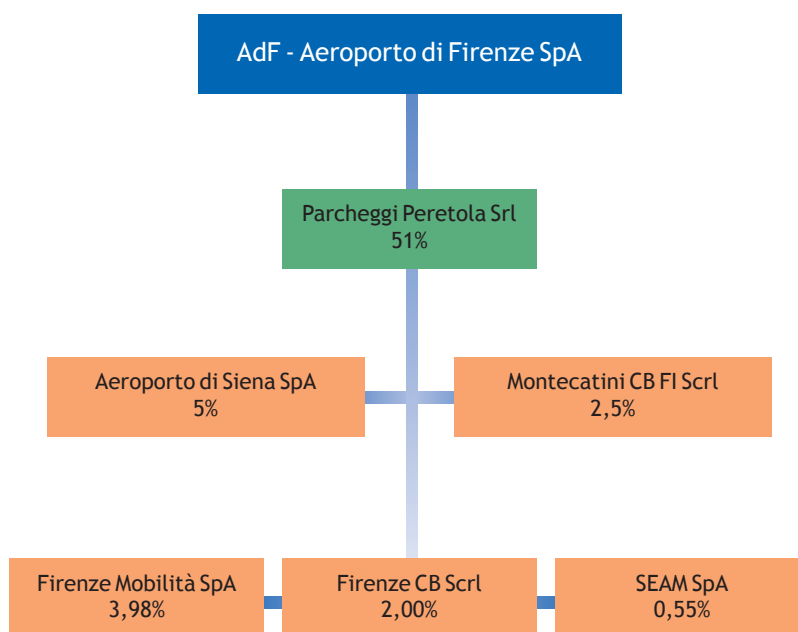 AdF - Aeroporto di Firenze SpA
Parcheggi Peretola Srl
51%
Aeroporto di Siena SpA
5%
Montecatini CB FI Scrl
2,5%
Firenze Mobilità SpA
3,98%
Firenze CB Scrl
2,00%
SEAM SpA
0,55%